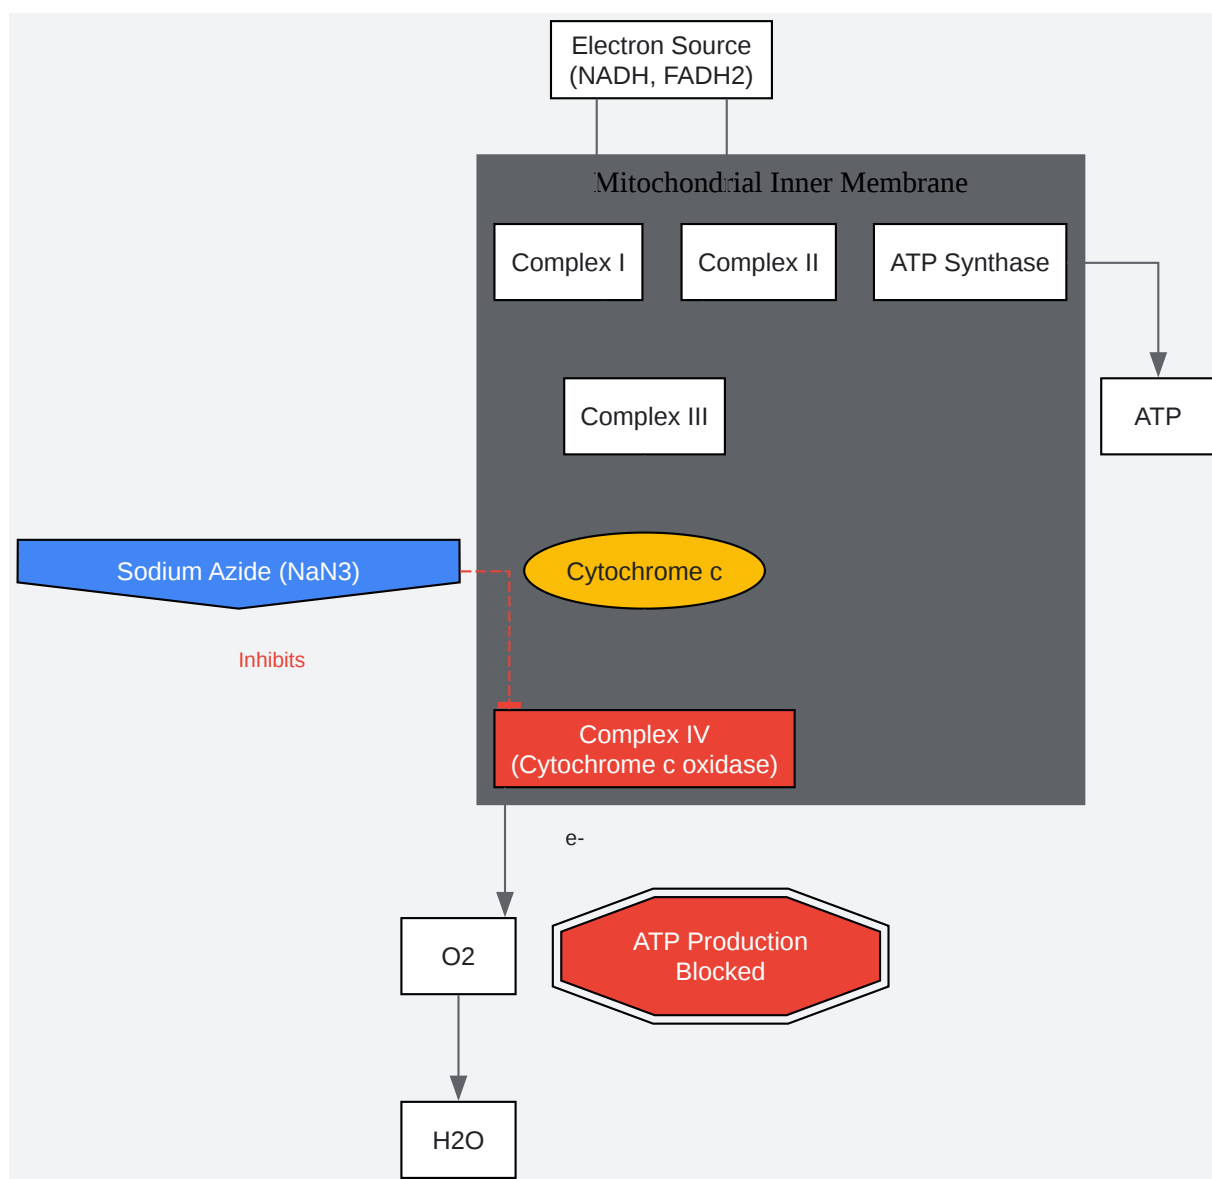 Electron Source
(NADH, FADH2)
Mitochondrial Inner Membrane
Complex I
Complex II
ATP Synthase
Complex III
ATP
Sodium Azide (NaN3)
Cytochrome c
Inhibits
Complex IV
(Cytochrome c oxidase)
e-
O2
ATP Production
Blocked
H2O